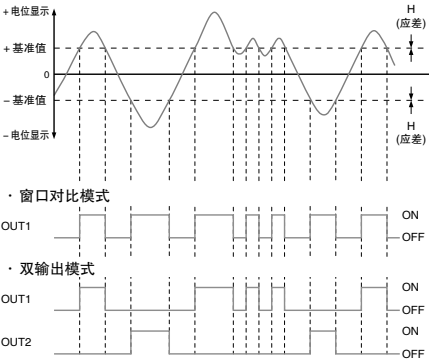 +电位显示
H
(应差)
+基准值
0
－基准值
－电位显示
H
(应差)
·窗口对比模式
OUT1
ON
OFF
·双输出模式
OUT1
ON
OFF
OUT2
ON
OFF